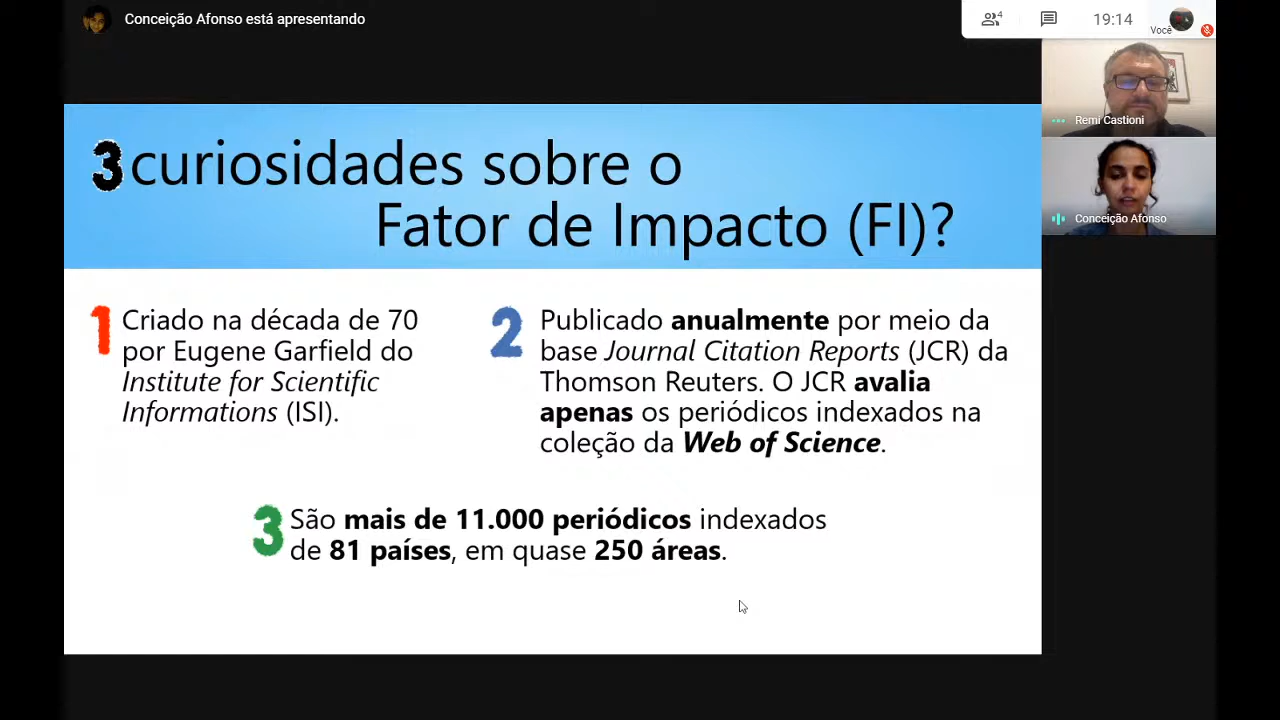 Conceição Afonso está apresentando
4
19:14
Você
Remi Castioni
Conceição Afonso
3 curiosidades sobre o
Fator de Impacto (FI)?
1 Criado na década de 70
por Eugene Garfield do
Institute for Scientific
Informations (ISI).
2 Publicado anualmente por meio da
base Journal Citation Reports (JCR) da
Thomson Reuters. O JCR avalia
apenas os periódicos indexados na
coleção da Web of Science.
3 São mais de 11.000 periódicos indexados
de 81 países, em quase 250 áreas.